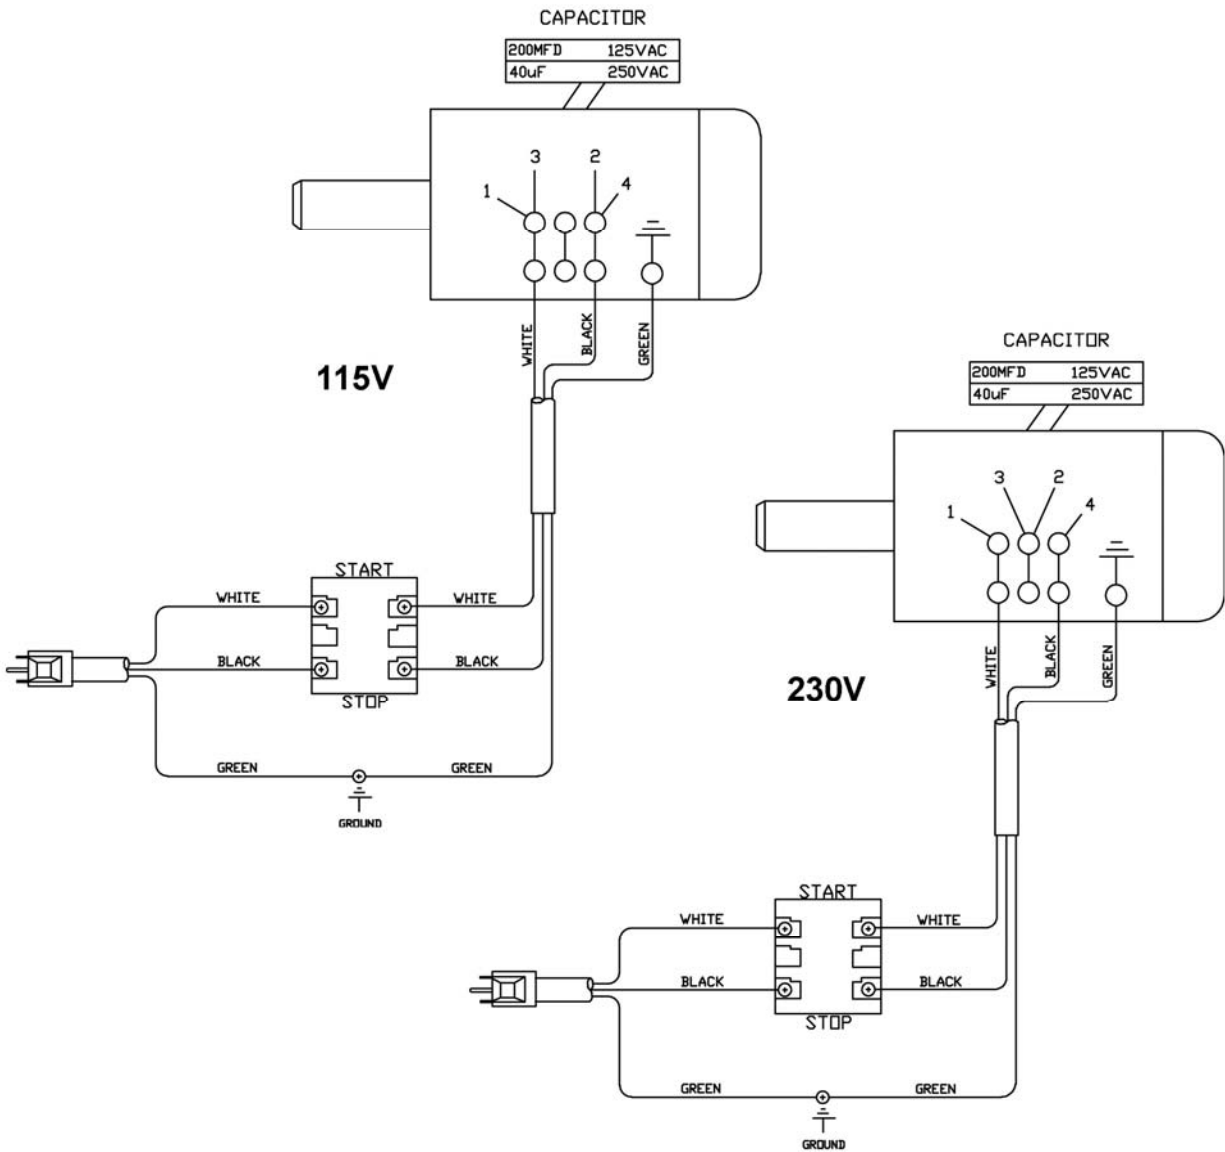 CAPACITOR
200MFD 125VAC
40uF 250VAC
3 2
1 4
WHITE
BLACK
GREEN
115V
START
WHITE WHITE
BLACK BLACK
STOP
GREEN GREEN
GROUND
CAPACITOR
200MFD 125VAC
40uF 250VAC
3 2
1 4
WHITE
BLACK
GREEN
230V
START
WHITE WHITE
BLACK BLACK
STOP
GREEN GREEN
GROUND